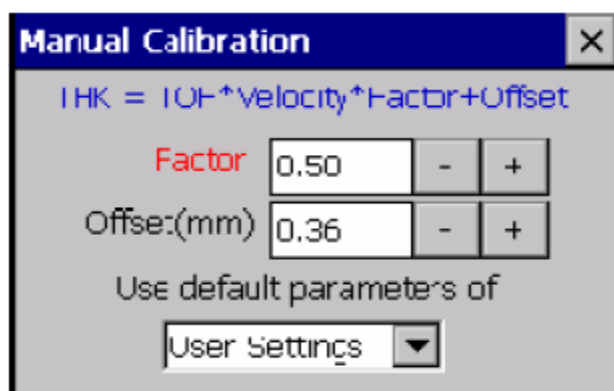 Manual Calibration
THK = TOF*Velocity*Factor+Offset
Factor 0.50 - +
Offset(mm) 0.36 - +
Use default parameters of
User Settings